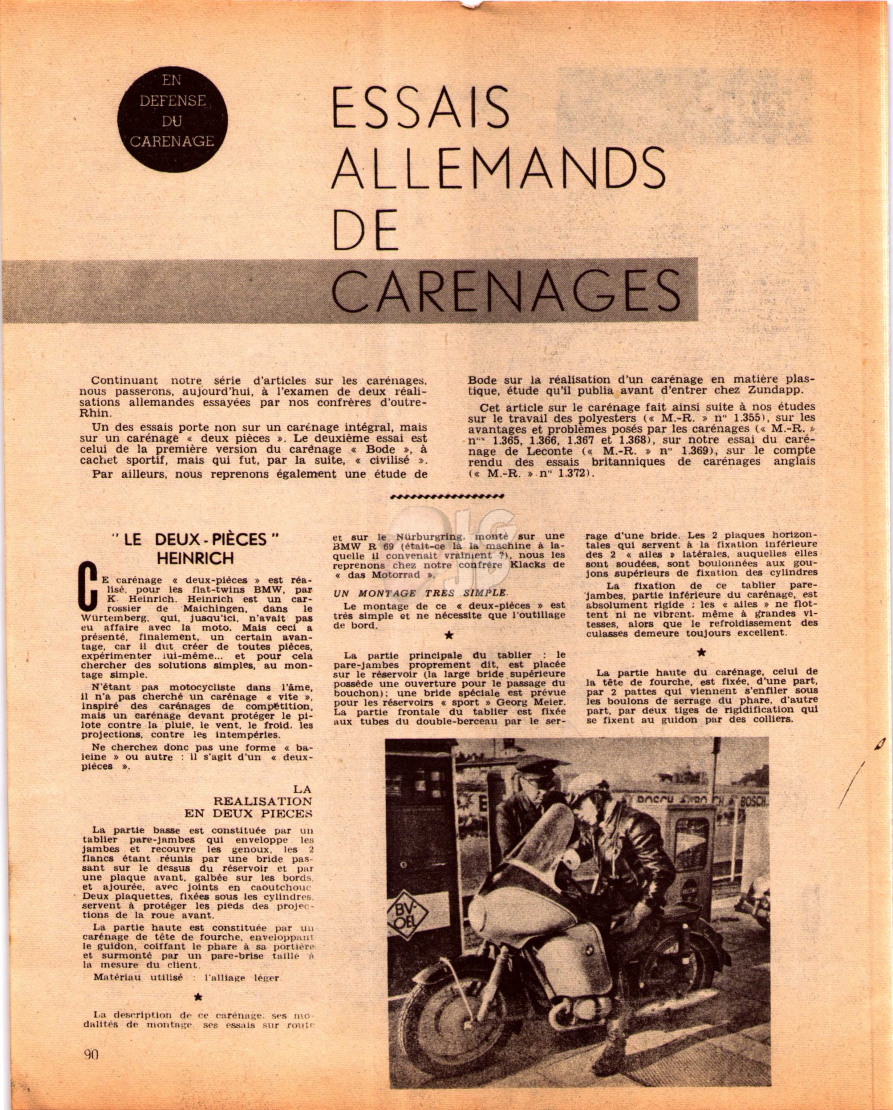 EN
DEFENSE
DU
CARENAGE
ESSAIS
ALLEMANDS
DE
CARENAGES
Continuant notre série d'articles sur les carénages,
nous passerons, aujourd'hui, à l'examen de deux réali-
sations allemandes essayées par nos confrères d'outre-
Rhin.
Un des essais porte non sur un carénage intégral, mais
sur un carénage « deux pièces ». Le deuxième essai est
celui de la première version du carénage « Bode », à
cachet sportif, mais qui fut, par la suite, « civilisé ».
Par ailleurs, nous reprenons également une étude de
Bode sur la réalisation d'un carénage en matière plas-
tique, étude qu'il publia avant d'entrer chez Zundapp.
Cet article sur le carénage fait ainsi suite à nos études
sur le travail des polyesters (« M.-R. » n° 1.355), sur les
avantages et problèmes posés par les carénages (« M.-R. »
n°s 1.365, 1.366, 1.367 et 1.368), sur notre essai du caré-
nage de Leconte (« M.-R. » n° 1.369), sur le compte
rendu des essais britanniques de carénages anglais
(« M.-R. » n° 1.372).
" LE DEUX-PIÈCES "
HEINRICH
CE carénage « deux-pièces » est réa-
lisé, pour les flat-twins BMW, par
K. Heinrich. Heinrich est un car-
rossier de Maichingen, dans le
Würtemberg, qui, jusqu'ici, n'avait pas
eu affaire avec la moto. Mais ceci a
présenté, finalement, un certain avan-
tage, car il dut créer de toutes pièces,
expérimenter lui-même... et pour cela
chercher des solutions simples, au mon-
tage simple.
N'étant pas motocycliste dans l'âme,
il n'a pas cherché un carénage « vite »,
inspiré des carénages de compétition,
mais un carénage devant protéger le pi-
lote contre la pluie, le vent, le froid, les
projections, contre les intempéries.
Ne cherchez donc pas une forme « ba-
leine » ou autre : il s'agit d'un « deux-
pièces ».
LA
REALISATION
EN DEUX PIECES
La partie basse est constituée par un
tablier pare-jambes qui enveloppe les
jambes et recouvre les genoux, les 2
flancs étant réunis par une bride pas-
sant sur le dessus du réservoir et par
une plaque avant, galbée sur les bords,
et ajourée, avec joints en caoutchouc
Deux plaquettes, fixées sous les cylindres,
servent à protéger les pieds des projec-
tions de la roue avant.
La partie haute est constituée par un
carénage de tête de fourche, enveloppant
le guidon, coiffant le phare à sa portière
et surmonté par un pare-brise taillé à
la mesure du client.
Matériau utilisé : l'alliage léger
★
La description de ce carénage, ses mo-
dalités de montage, ses essais sur route
et sur le Nürburgring, monté sur une
BMW R 69 (était-ce là la machine à la-
quelle il convenait vraiment ?), nous les
reprenons chez notre confrère Klacks de
« das Motorrad ».
UN MONTAGE TRES SIMPLE
Le montage de ce « deux-pièces » est
très simple et ne nécessite que l'outillage
de bord.
★
La partie principale du tablier : le
pare-jambes proprement dit, est placée
sur le réservoir (la large bride supérieure
possède une ouverture pour le passage du
bouchon); une bride spéciale est prévue
pour les réservoirs « sport » Georg Meier.
La partie frontale du tablier est fixée
aux tubes du double-berceau par le ser-
rage d'une bride. Les 2 plaques horizon-
tales qui servent à la fixation inférieure
des 2 « ailes » latérales, auquelles elles
sont soudées, sont boulonnées aux gou-
jons supérieurs de fixation des cylindres
La fixation de ce tablier pare-
jambes, partie inférieure du carénage, est
absolument rigide : les « ailes » ne flot-
tent ni ne vibrent, même à grandes vi-
tesses, alors que le refroidissement des
culasses demeure toujours excellent.
★
La partie haute du carénage, celui de
la tête de fourche, est fixée, d'une part,
par 2 pattes qui viennent s'enfiler sous
les boulons de serrage du phare, d'autre
part, par deux tiges de rigidification qui
se fixent au guidon par des colliers.
BOSCH
BOSCH
BV-
OEL
90